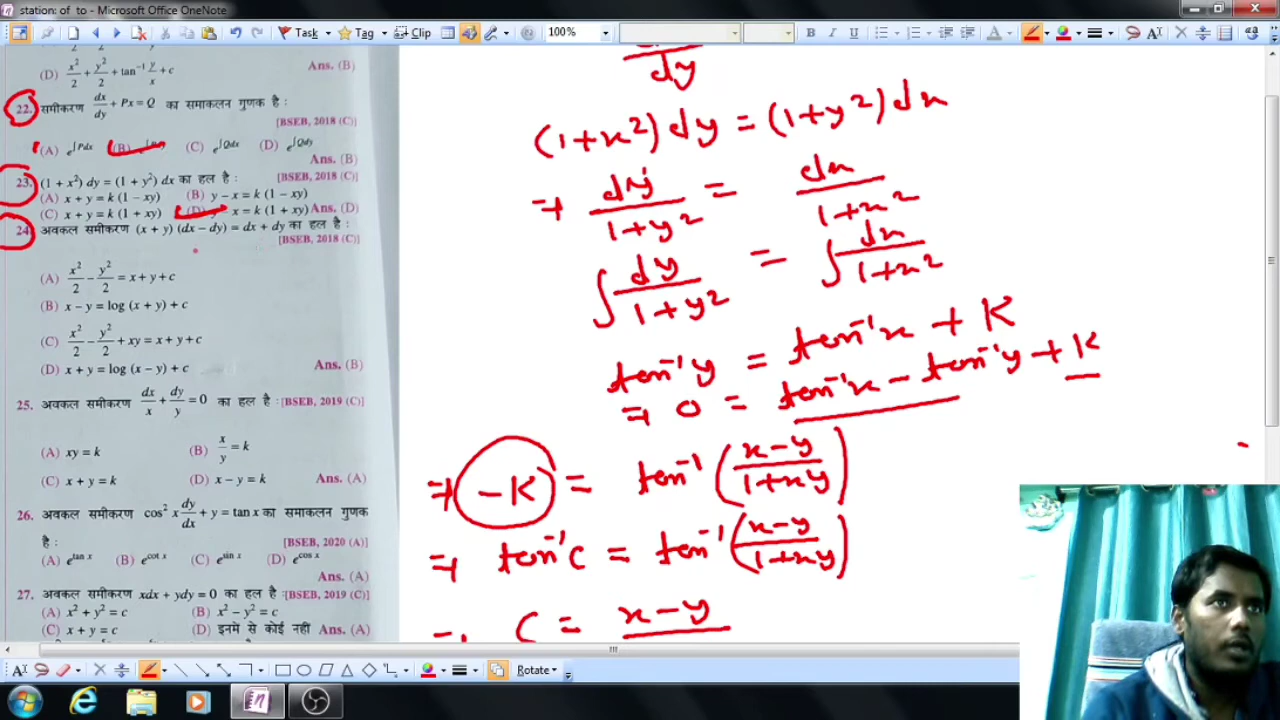 station: of to - Microsoft OneNote
Task Tag Clip 100% B I U A
(D) x²/2 + y²/2 + tan⁻¹ y/x + c Ans. (B)
22. समीकरण dx/dy + Px = Q का समाकलन गुणक है :
[BSEB, 2018 (C)]
(A) e^∫Pdx (B) (C) e^∫Qdx (D) e^∫Qdy
Ans. (B)
23. (1 + x²) dy = (1 + y²) dx का हल है : [BSEB, 2018 (C)]
(A) x + y = k (1 – xy) (B) y – x = k (1 – xy)
(C) x + y = k (1 + xy) x = k (1 + xy) Ans. (D)
24. अवकल समीकरण (x + y) (dx – dy) = dx + dy का हल है :
[BSEB, 2018 (C)]
(A) x²/2 – y²/2 = x + y + c
(B) x – y = log (x + y) + c
(C) x²/2 – y²/2 + xy = x + y + c
(D) x + y = log (x – y) + c Ans. (B)
25. अवकल समीकरण dx/x + dy/y = 0 का हल है : [BSEB, 2019 (C)]
(A) xy = k (B) x/y = k
(C) x + y = k (D) x – y = k Ans. (A)
26. अवकल समीकरण cos² x dy/dx + y = tan x का समाकलन गुणक
है : [BSEB, 2020 (A)]
(A) e^tan x (B) e^cot x (C) e^sin x (D) e^cos x
Ans. (A)
27. अवकल समीकरण xdx + ydy = 0 का हल है : [BSEB, 2019 (C)]
(A) x² + y² = c (B) x² – y² = c
(C) x + y = c (D) इनमें से कोई नहीं Ans. (A)
dy
(1+x²) dy = (1+y²) dx
⇒ dy/1+y² = dx/1+x²
∫ dy/1+y² = ∫ dx/1+x²
tan⁻¹y = tan⁻¹x + K
⇒ 0 = tan⁻¹x – tan⁻¹y + K
⇒ –K = tan⁻¹ (x–y/1+xy)
⇒ tan⁻¹c = tan⁻¹ (x–y/1+xy)
⇒ C = x–y
Rotate